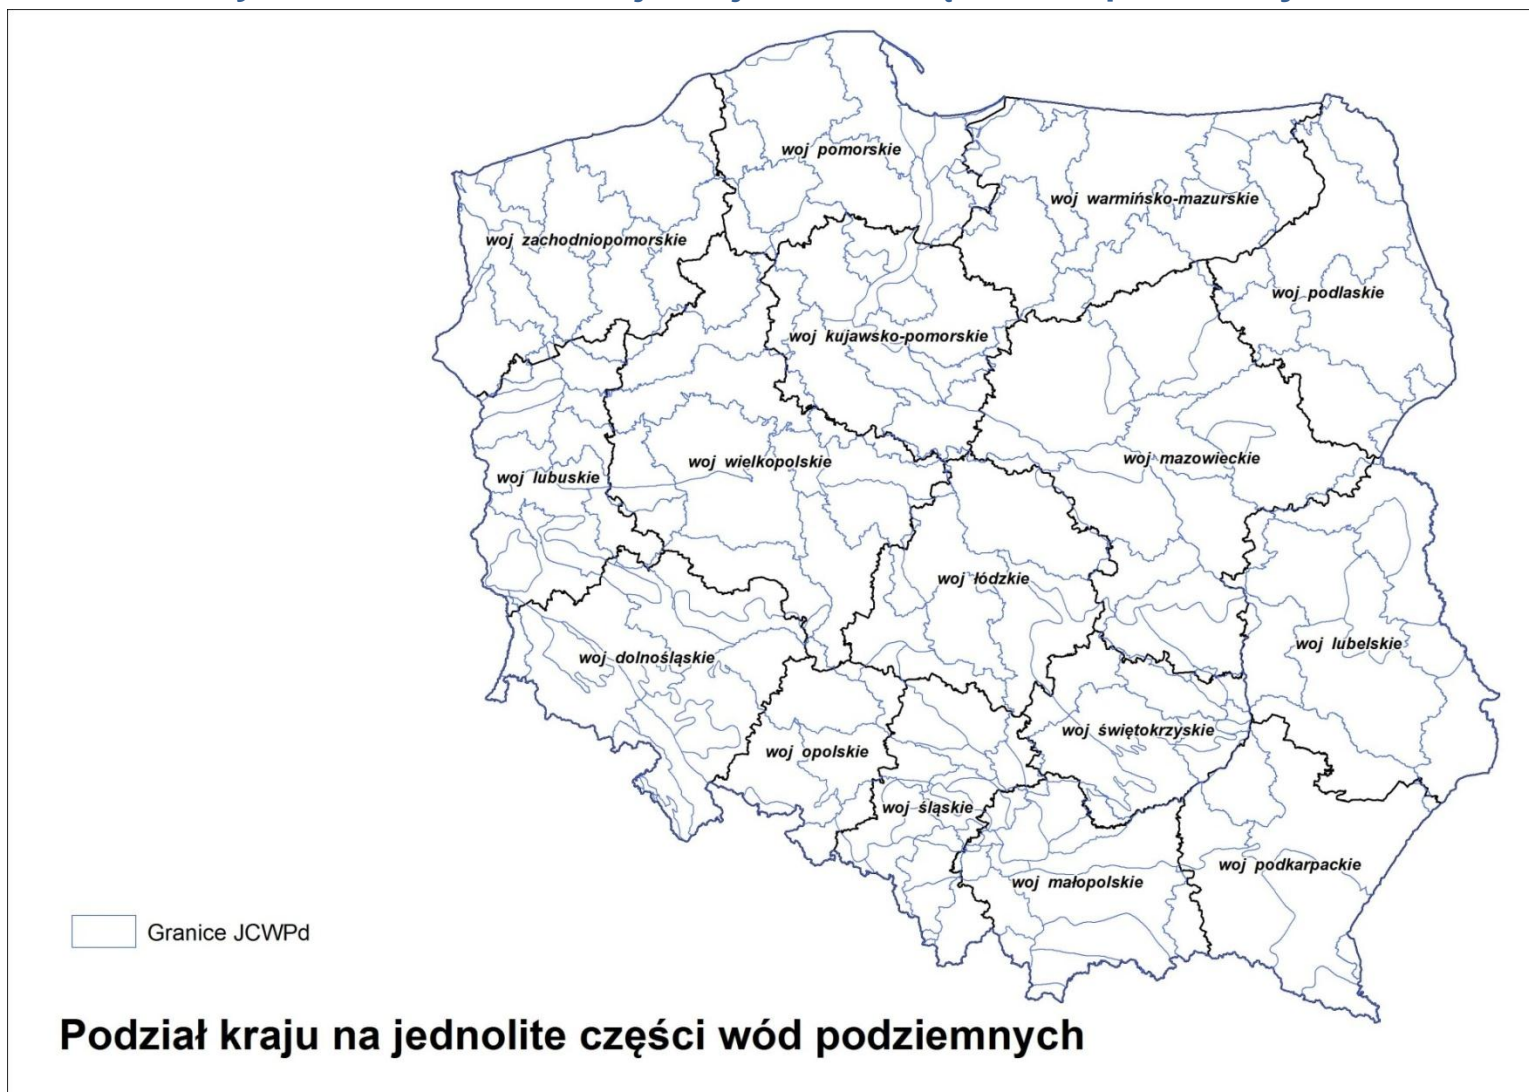 woj pomorskie
woj warmińsko-mazurskie
woj zachodniopomorskie
woj podlaskie
woj kujawsko-pomorskie
woj mazowieckie
woj wielkopolskie
woj lubuskie
woj łódzkie
woj lubelskie
woj dolnośląskie
woj świętokrzyskie
woj opolskie
woj śląskie
woj podkarpackie
woj małopolskie
Granice JCWPd
Podział kraju na jednolite części wód podziemnych